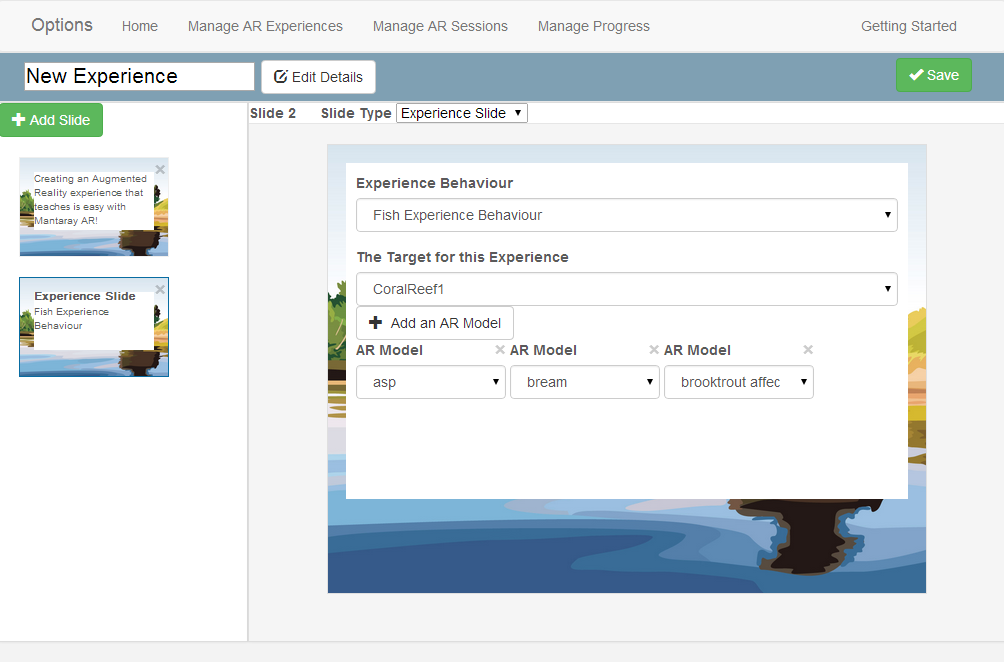 Options Home Manage AR Experiences Manage AR Sessions Manage Progress Getting Started
New Experience Edit Details Save
Add Slide
Slide 2 Slide Type Experience Slide
Creating an Augmented
Reality experience that
teaches is easy with
Mantaray AR!
Experience Slide
Fish Experience
Behaviour
Experience Behaviour
Fish Experience Behaviour
The Target for this Experience
CoralReef1
Add an AR Model
AR Model AR Model AR Model
asp bream brooktrout affec